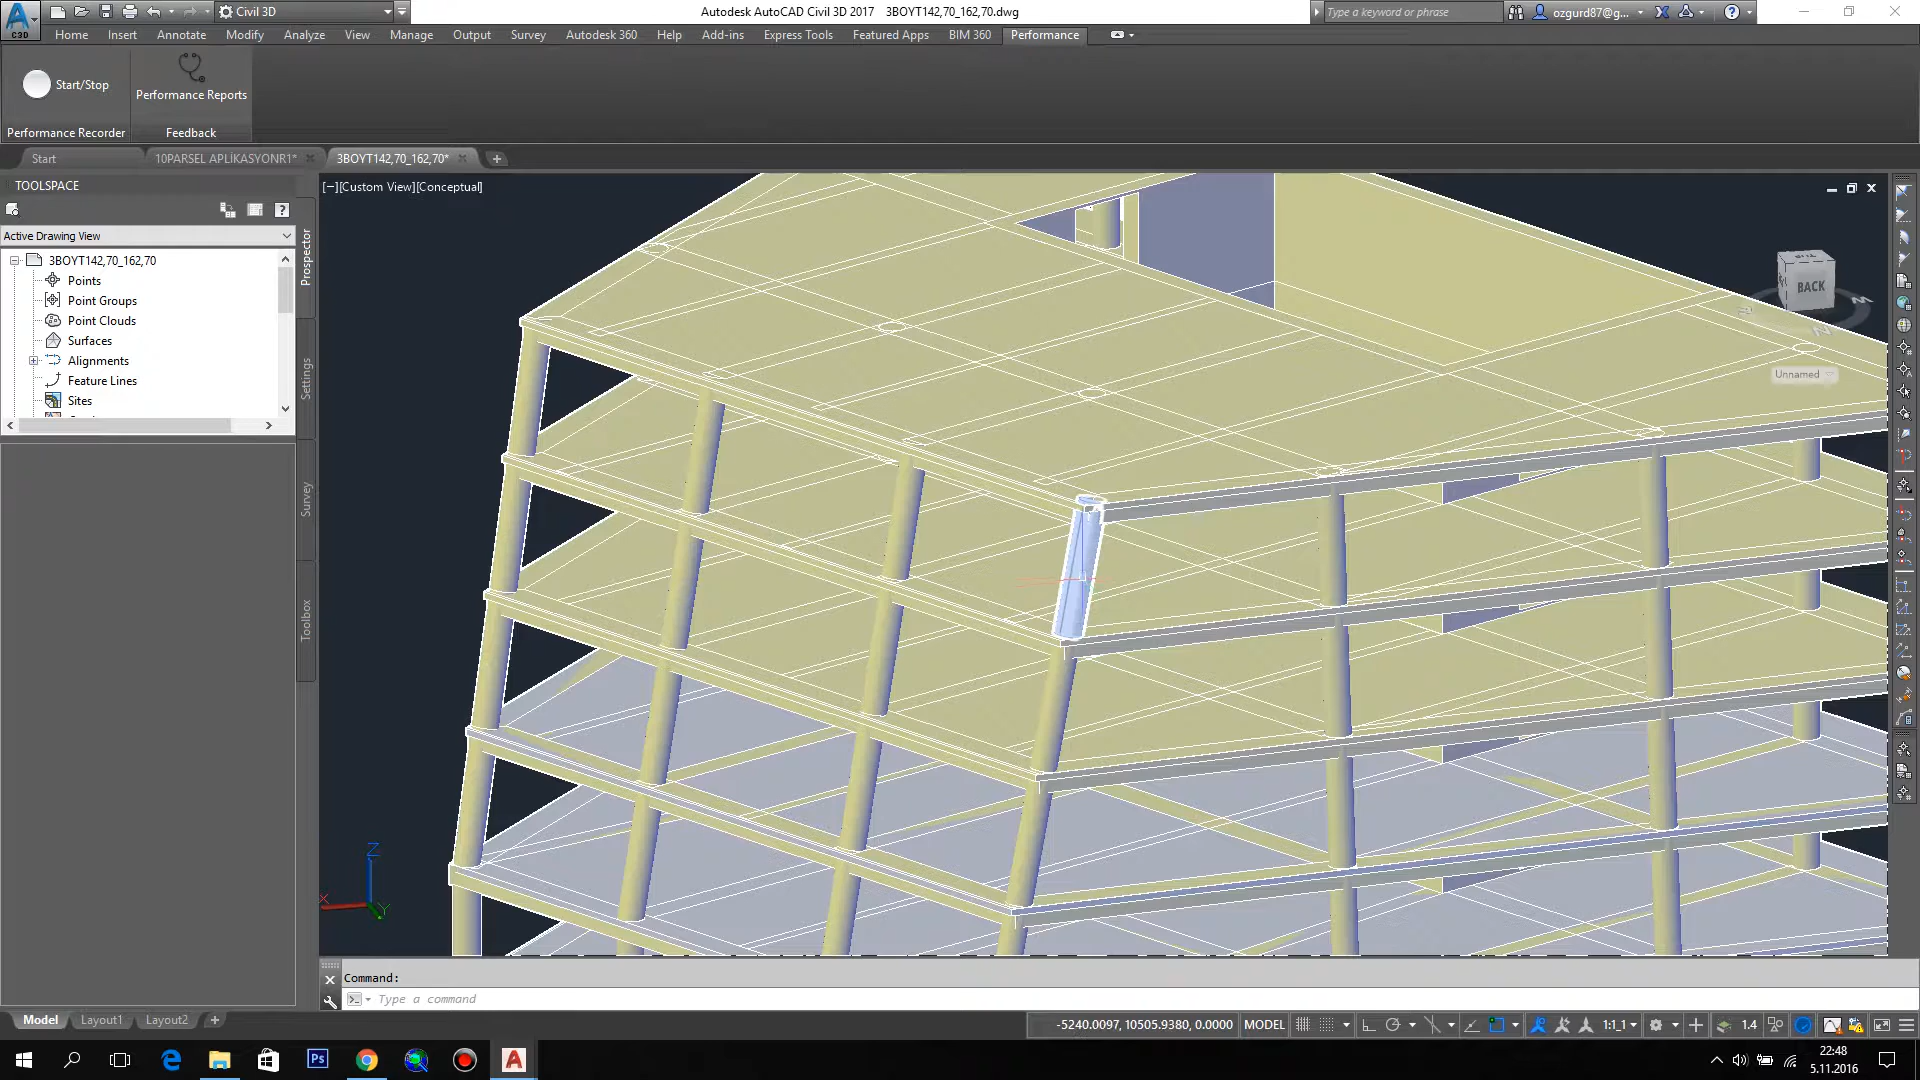 Civil 3D
Autodesk AutoCAD Civil 3D 2017 3BOYT142,70_162,70.dwg
Type a keyword or phrase
ozgurd87@g...
C3D
Home Insert Annotate Modify Analyze View Manage Output Survey Autodesk 360 Help Add-ins Express Tools Featured Apps BIM 360 Performance
Start/Stop
Performance Reports
Performance Recorder
Feedback
Start
10PARSEL APLİKASYONR1*
3BOYT142,70_162,70*
TOOLSPACE
[−][Custom View][Conceptual]
Active Drawing View
3BOYT142,70_162,70
Points
Point Groups
Point Clouds
Surfaces
Alignments
Feature Lines
Sites
Prospector
Settings
Survey
Toolbox
BACK
N
Unnamed
Z
X
Y
Command:
Type a command
Model Layout1 Layout2
-5240.0097, 10505.9380, 0.0000 MODEL
1:1_1
1.4
Ps
22:48
5.11.2016